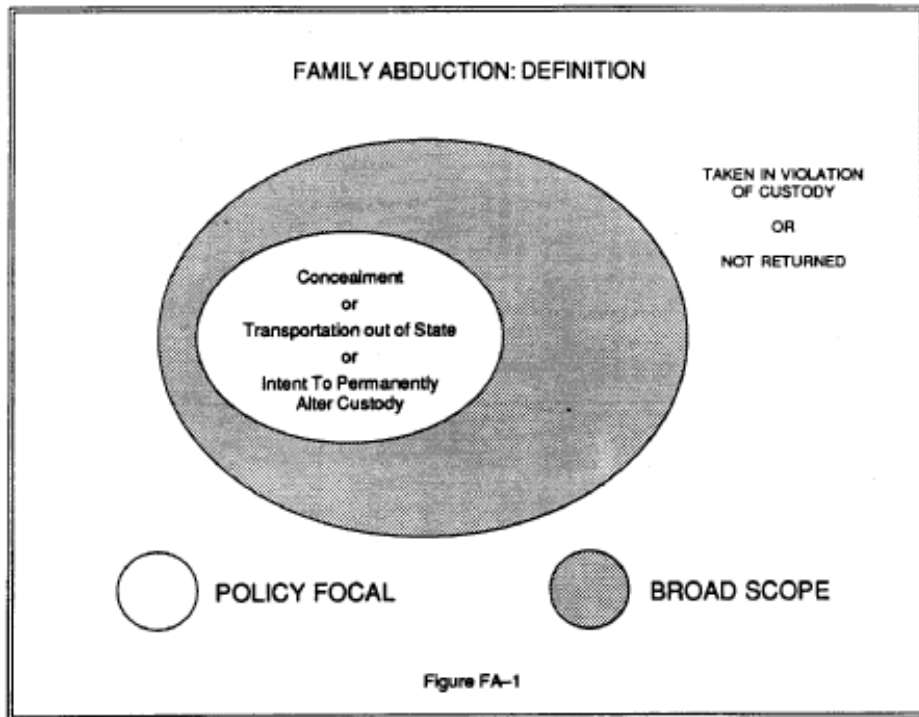 FAMILY ABDUCTION: DEFINITION
TAKEN IN VIOLATION
OF CUSTODY
OR
NOT RETURNED
Concealment
or
Transportation out of State
or
Intent To Permanently
Alter Custody
POLICY FOCAL
BROAD SCOPE
Figure FA-1